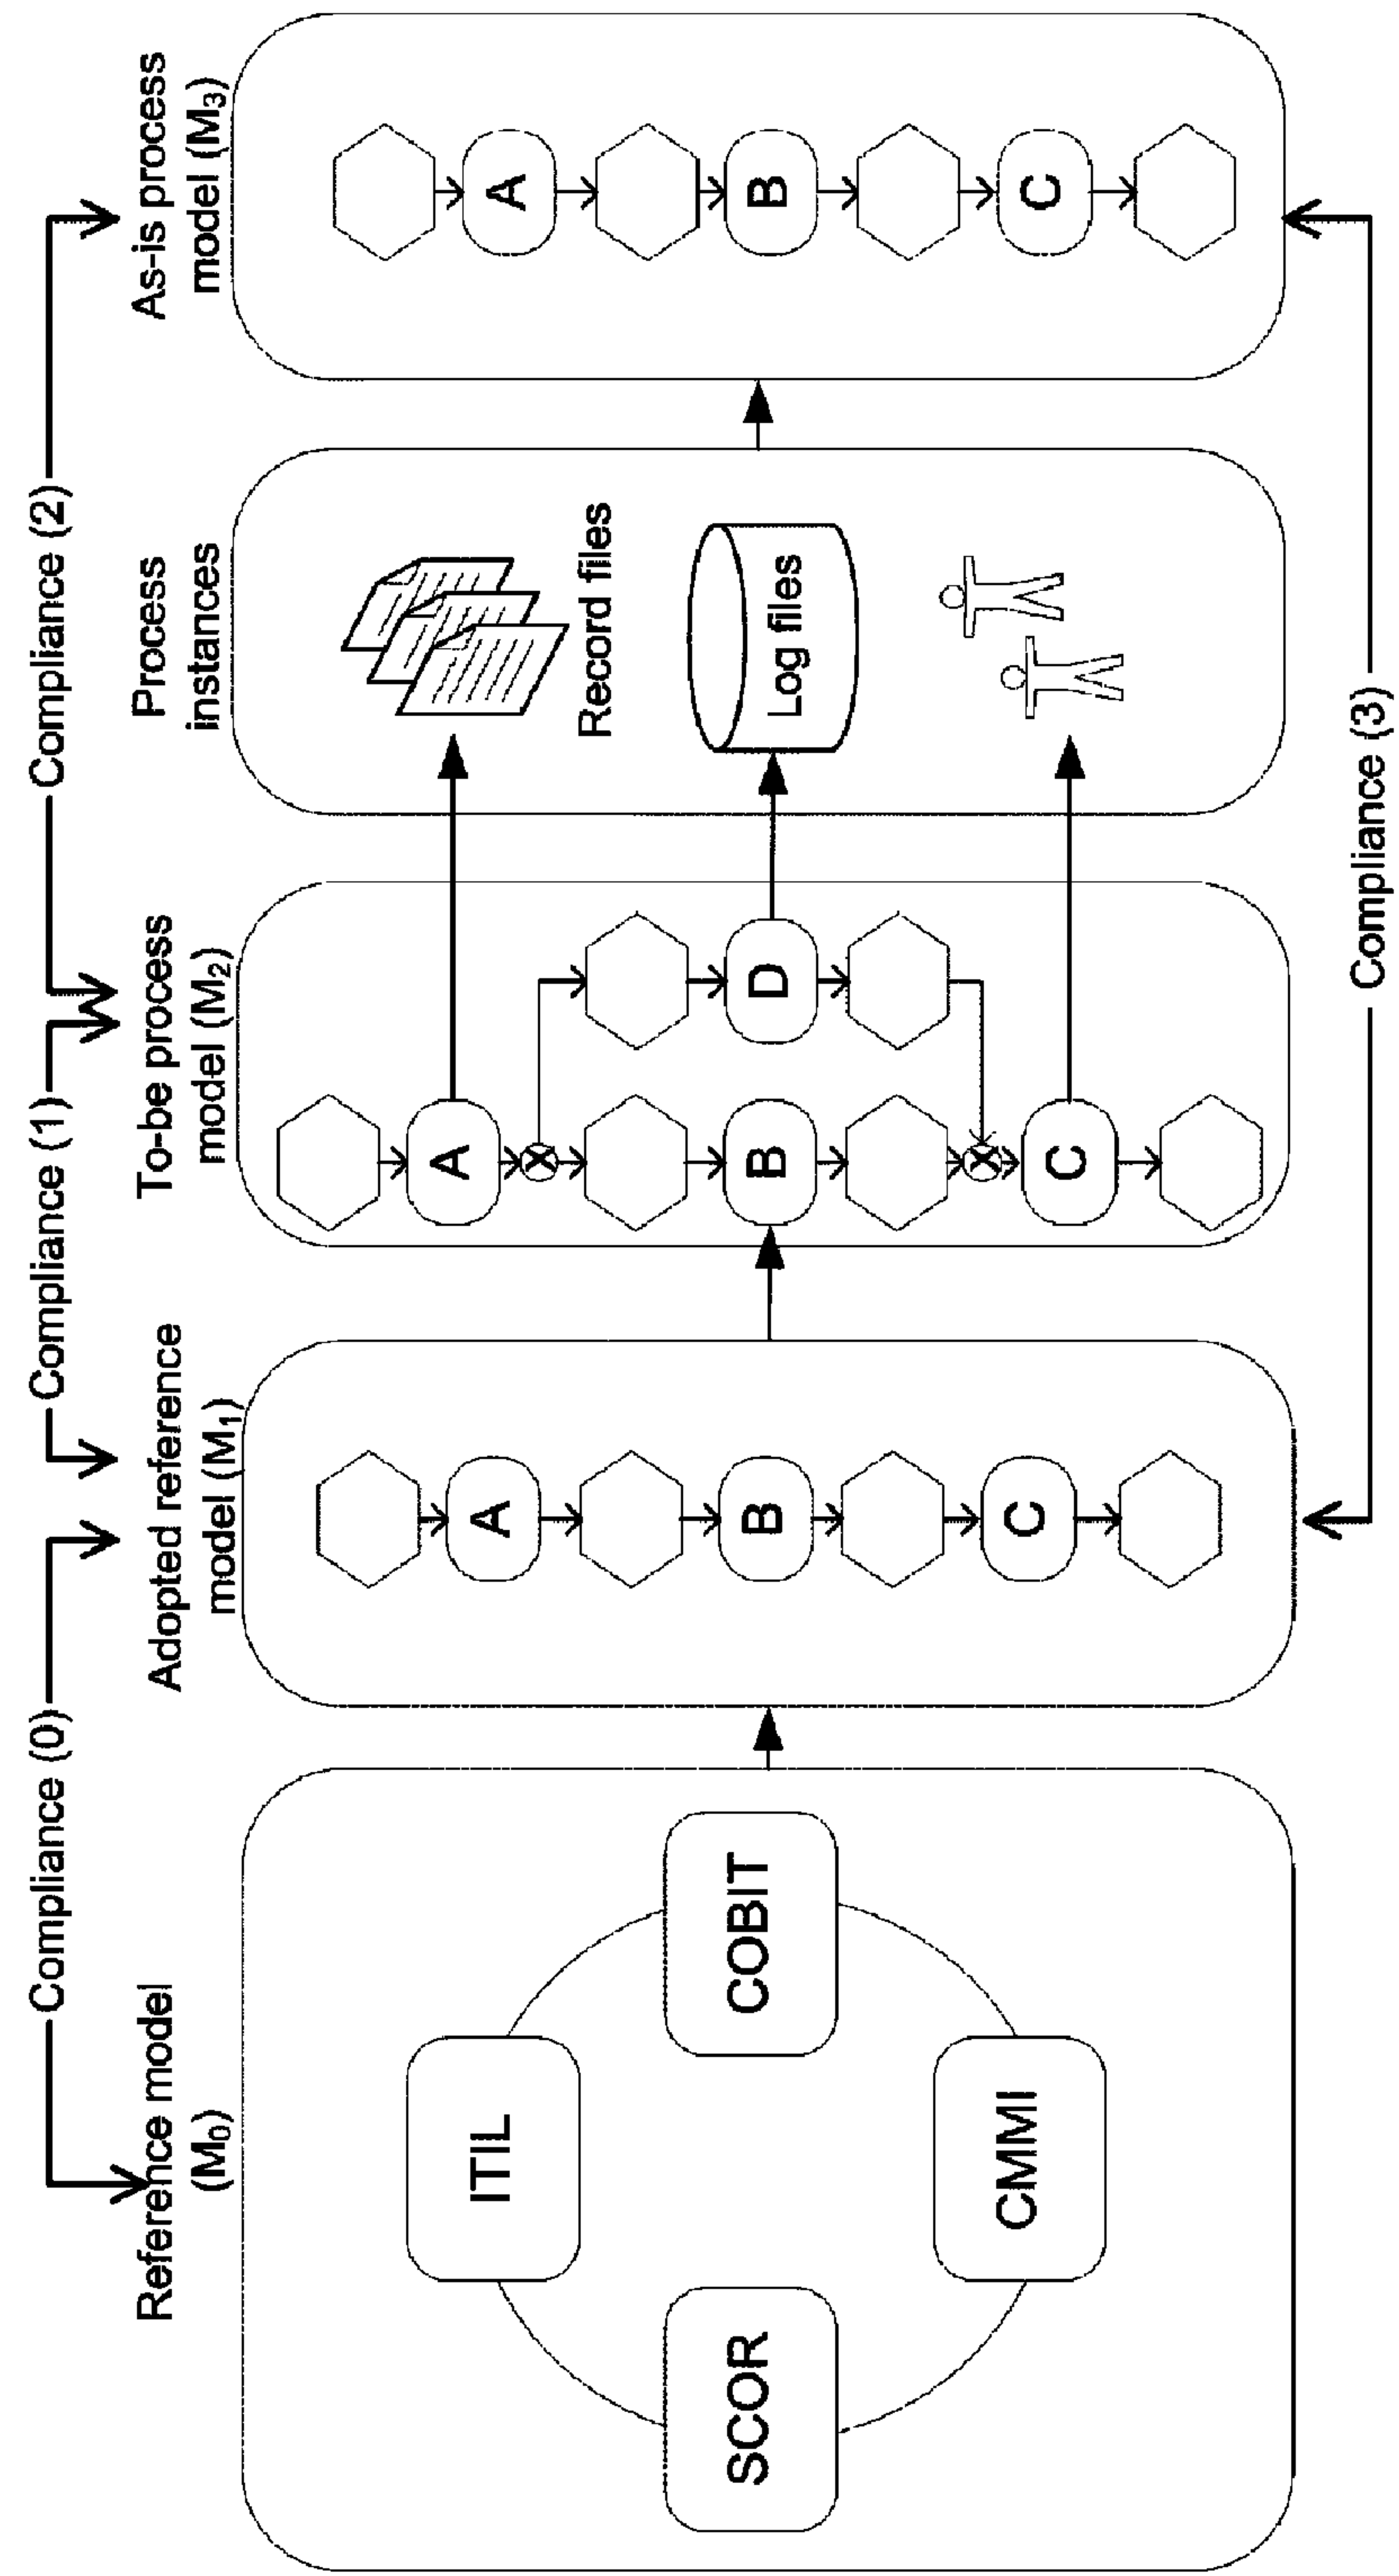 Compliance (0)
Compliance (1)
Compliance (2)
Reference model
(M₀)
Adopted reference
model (M₁)
To-be process
model (M₂)
Process
instances
As-is process
model (M₃)
ITIL
SCOR
COBIT
CMMI
A
B
C
A
X
B
D
X
C
Record files
Log files
A
B
C
Compliance (3)